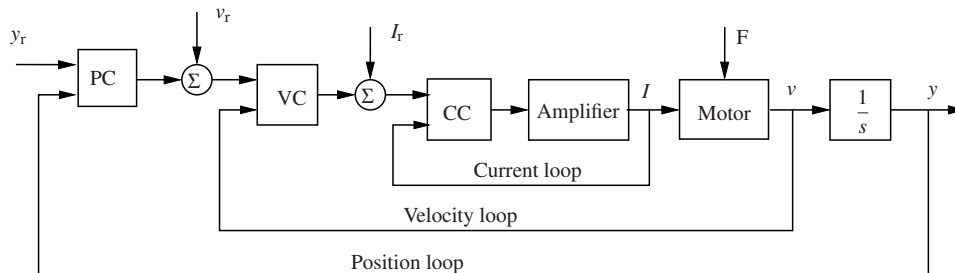 y_r
v_r
I_r
F
PC
Σ
VC
Σ
CC
Amplifier
I
Motor
v
1/s
y
Current loop
Velocity loop
Position loop